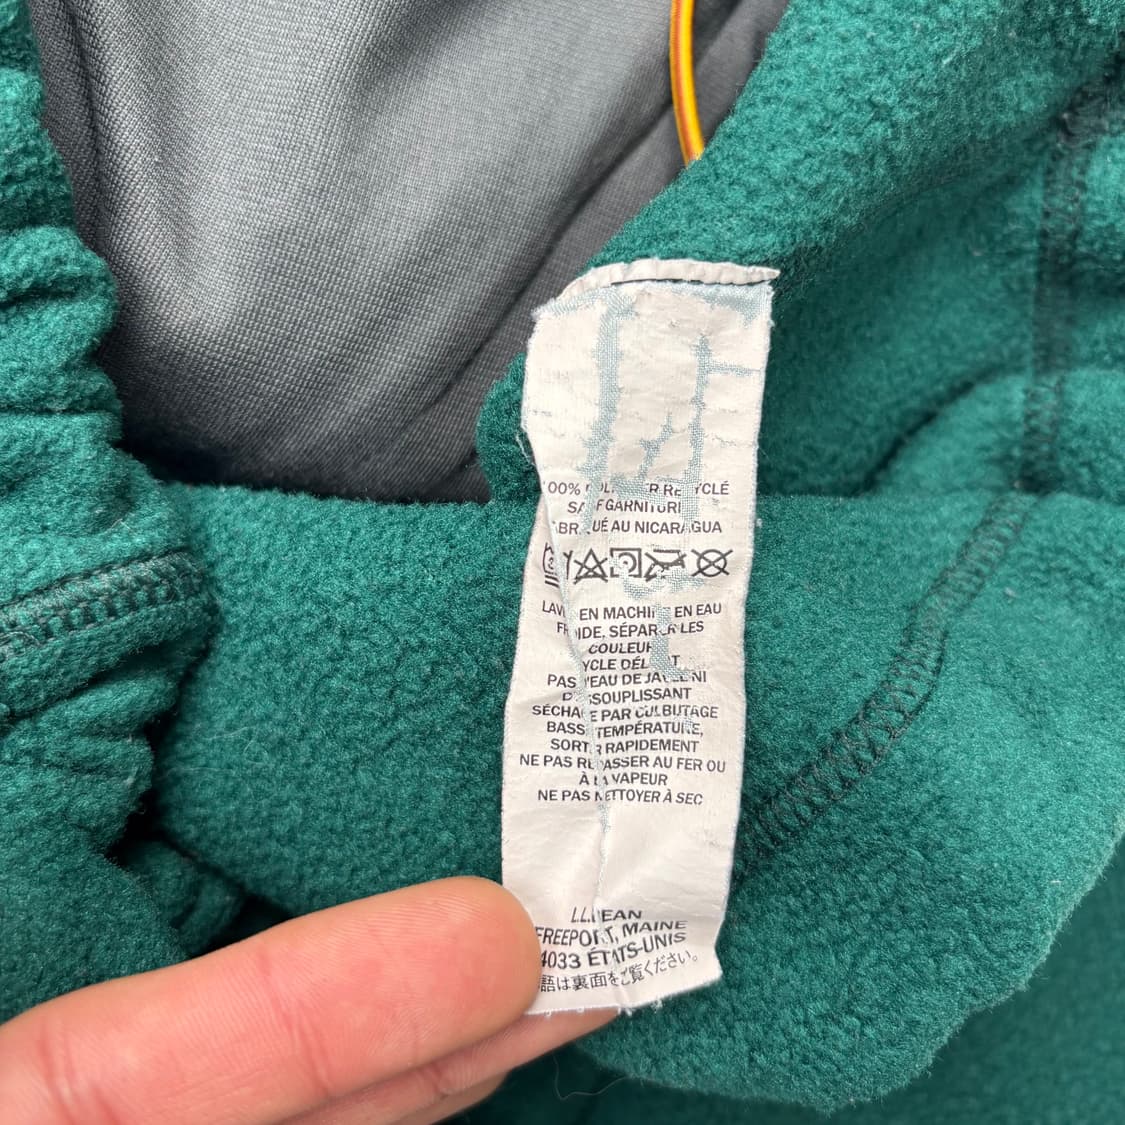 100% POLYESTER RECYCLÉ
SANS GARNITURE
FABRIQUÉ AU NICARAGUA
LAVER EN MACHINE EN EAU
FROIDE, SÉPARER LES
COULEURS
CYCLE DÉLICAT
PAS D'EAU DE JAVEL NI
D'ASSOUPLISSANT
SÉCHAGE PAR CULBUTAGE
BASSE TEMPÉRATURE,
SORTIR RAPIDEMENT
NE PAS REPASSER AU FER OU
À LA VAPEUR
NE PAS NETTOYER À SEC
L.L.BEAN
FREEPORT, MAINE
04033 ÉTATS-UNIS
語は裏面をご覧ください。